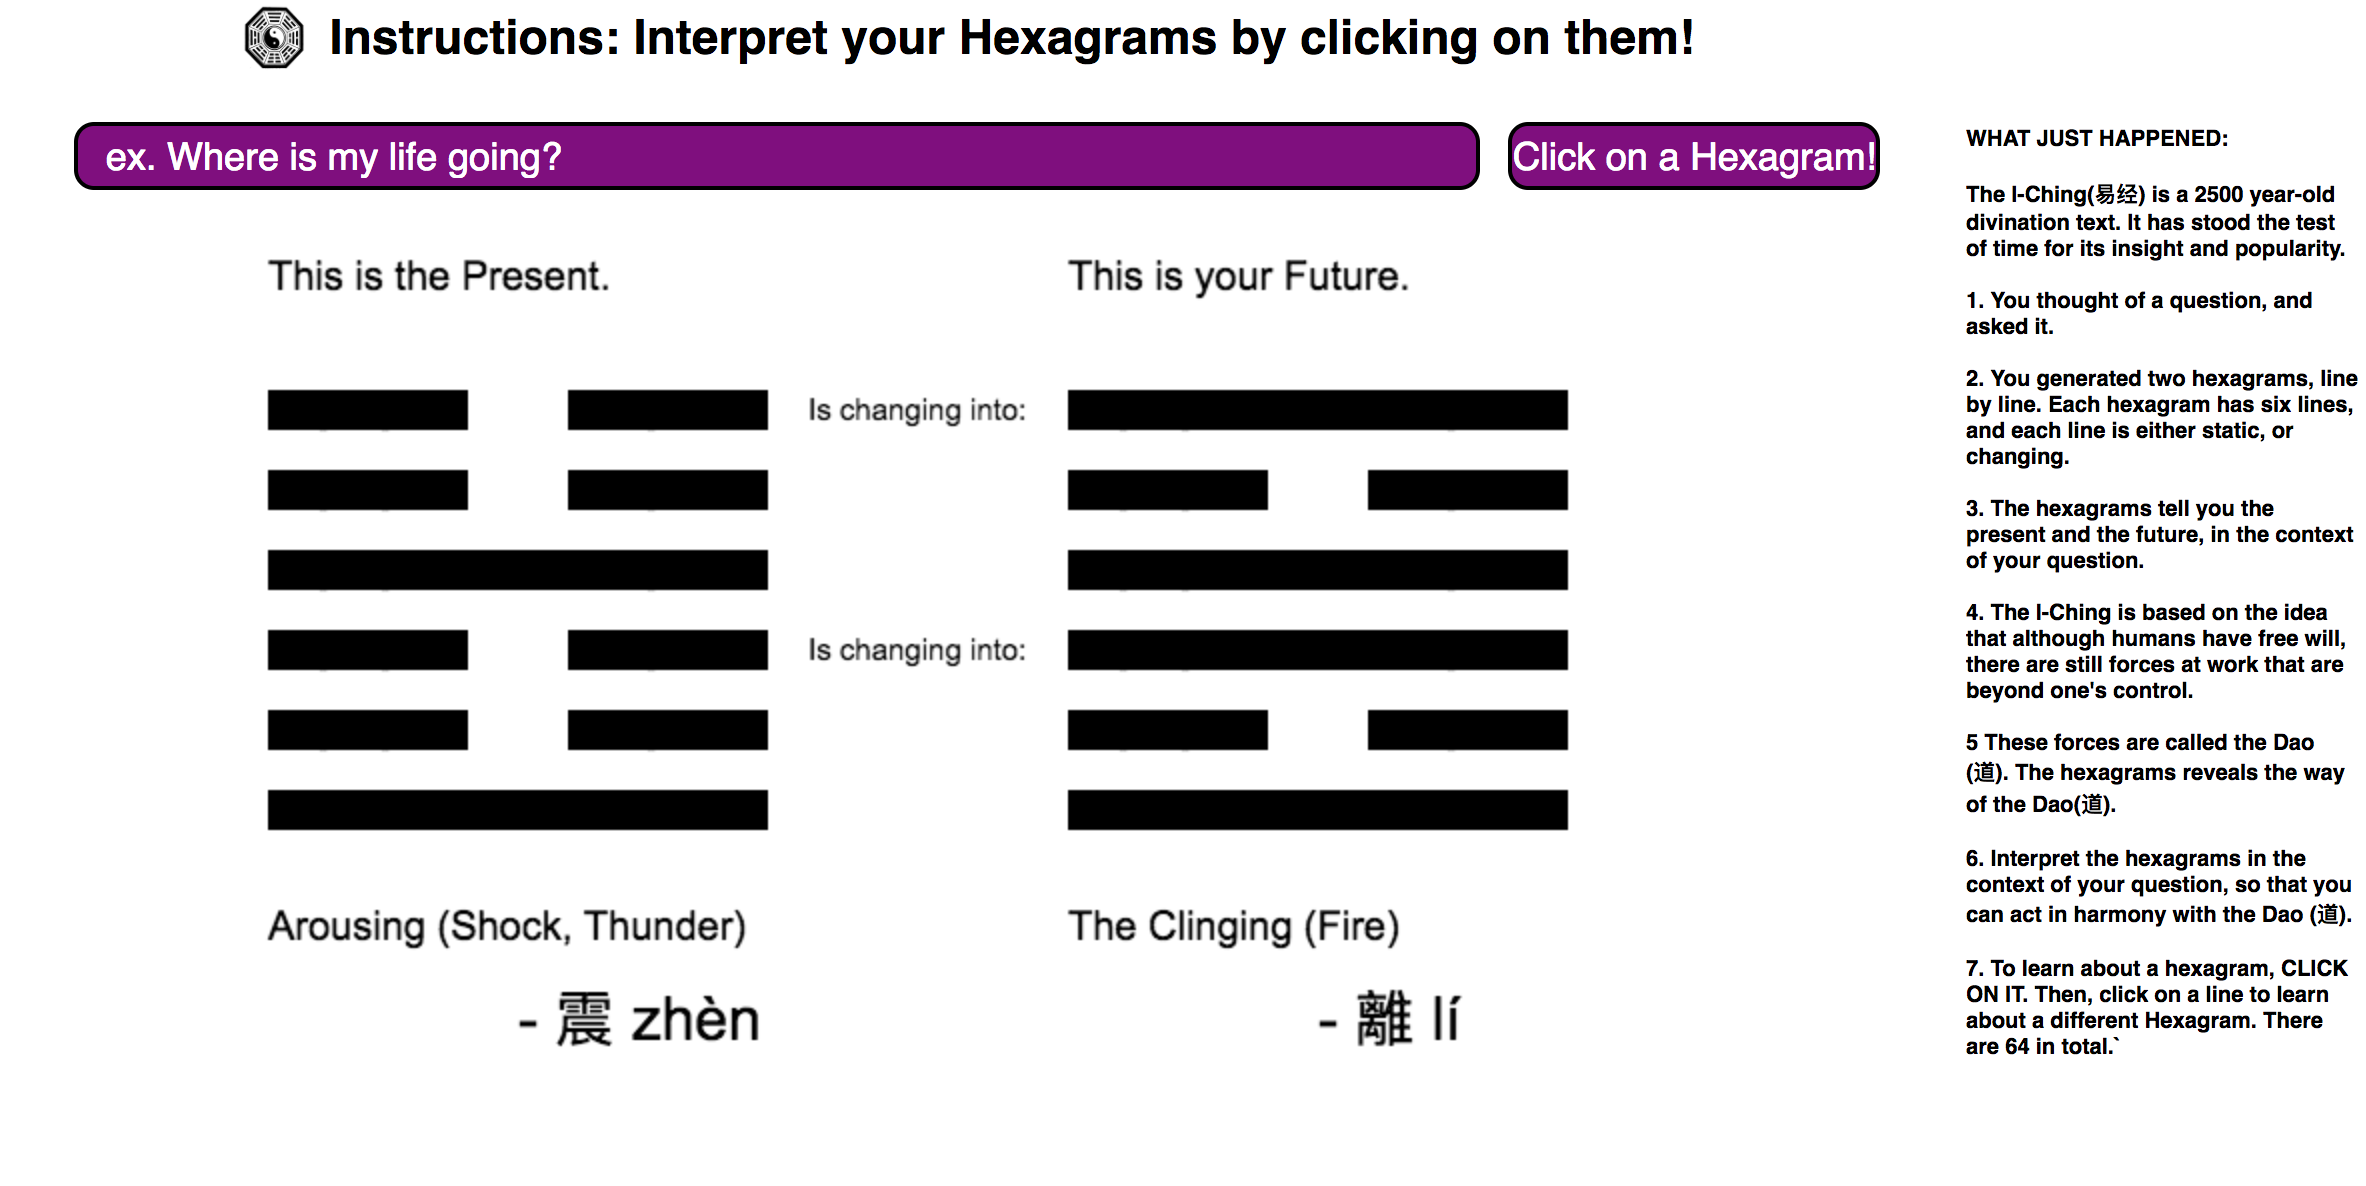 Instructions: Interpret your Hexagrams by clicking on them!
ex. Where is my life going?
Click on a Hexagram!
This is the Present.
This is your Future.
Is changing into:
Is changing into:
Arousing (Shock, Thunder)
- 震 zhèn
The Clinging (Fire)
- 離 lí
WHAT JUST HAPPENED:
The I-Ching(易经) is a 2500 year-old
divination text. It has stood the test
of time for its insight and popularity.
1. You thought of a question, and
asked it.
2. You generated two hexagrams, line
by line. Each hexagram has six lines,
and each line is either static, or
changing.
3. The hexagrams tell you the
present and the future, in the context
of your question.
4. The I-Ching is based on the idea
that although humans have free will,
there are still forces at work that are
beyond one's control.
5 These forces are called the Dao
(道). The hexagrams reveals the way
of the Dao(道).
6. Interpret the hexagrams in the
context of your question, so that you
can act in harmony with the Dao (道).
7. To learn about a hexagram, CLICK
ON IT. Then, click on a line to learn
about a different Hexagram. There
are 64 in total.`